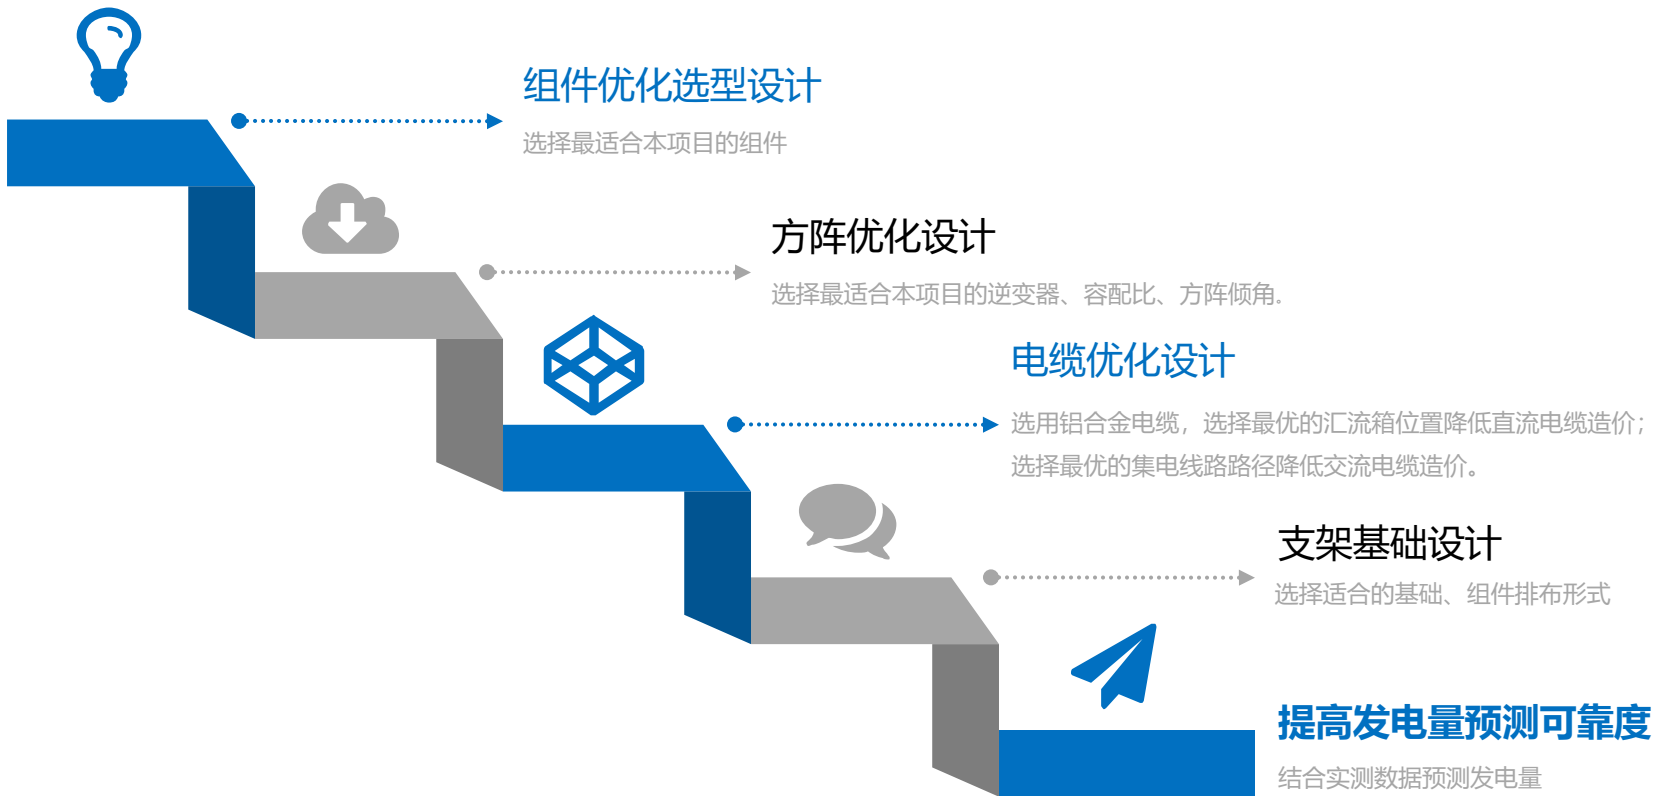 组件优化选型设计
选择最适合本项目的组件
方阵优化设计
选择最适合本项目的逆变器、容配比、方阵倾角。
电缆优化设计
选用铝合金电缆，选择最优的汇流箱位置降低直流电缆造价；
选择最优的集电线路路径降低交流电缆造价。
支架基础设计
选择适合的基础、组件排布形式
提高发电量预测可靠度
结合实测数据预测发电量